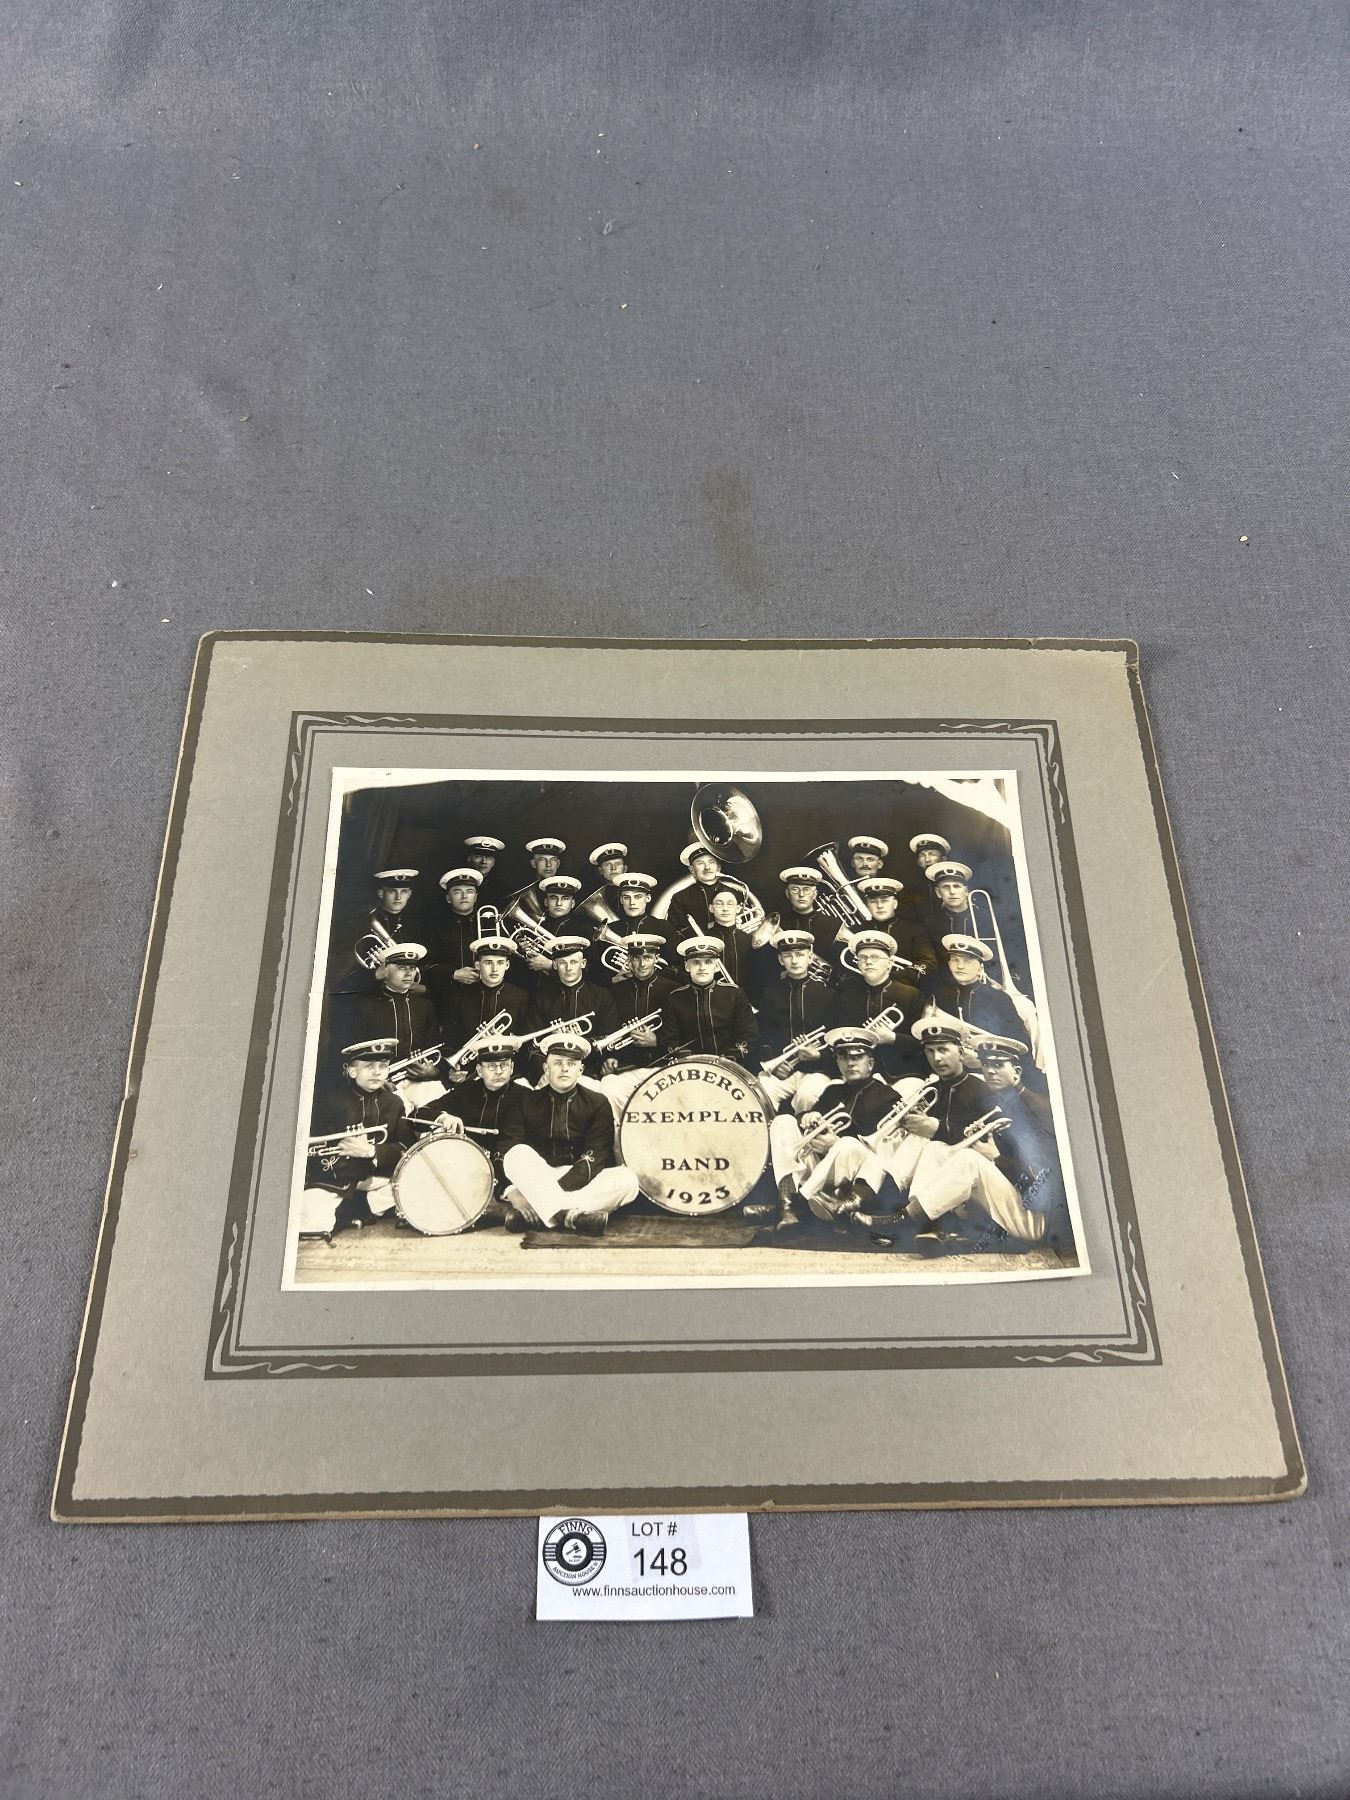 LEMBERG
EXEMPLAR
BAND
1923
FINNS
AUCTION HOUSE
LOT #
148
www.finnsauctionhouse.com